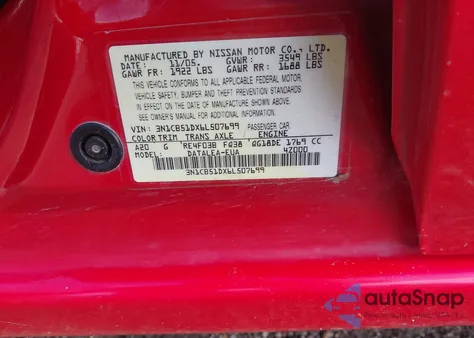 MANUFACTURED BY NISSAN MOTOR CO., LTD.
DATE: 11/05. GVWR: 3549 LBS
GAWR FR: 1922 LBS GAWR RR: 1688 LBS
THIS VEHICLE CONFORMS TO ALL APPLICABLE FEDERAL MOTOR
VEHICLE SAFETY, BUMPER AND THEFT PREVENTION STANDARDS
IN EFFECT ON THE DATE OF MANUFACTURE SHOWN ABOVE.
SEE OWNER'S MANUAL FOR ADDITIONAL INFORMATION
VIN: 3N1CB51DX6L507699 PASSENGER CAR
COLOR TRIM TRANS AXLE / ENGINE
A20 G RE4F03B FQ38 QG18DE 1769 CC
MODEL: DATALEA-EUA 4Z000
3N1CB51DX6L507699
autoSnap